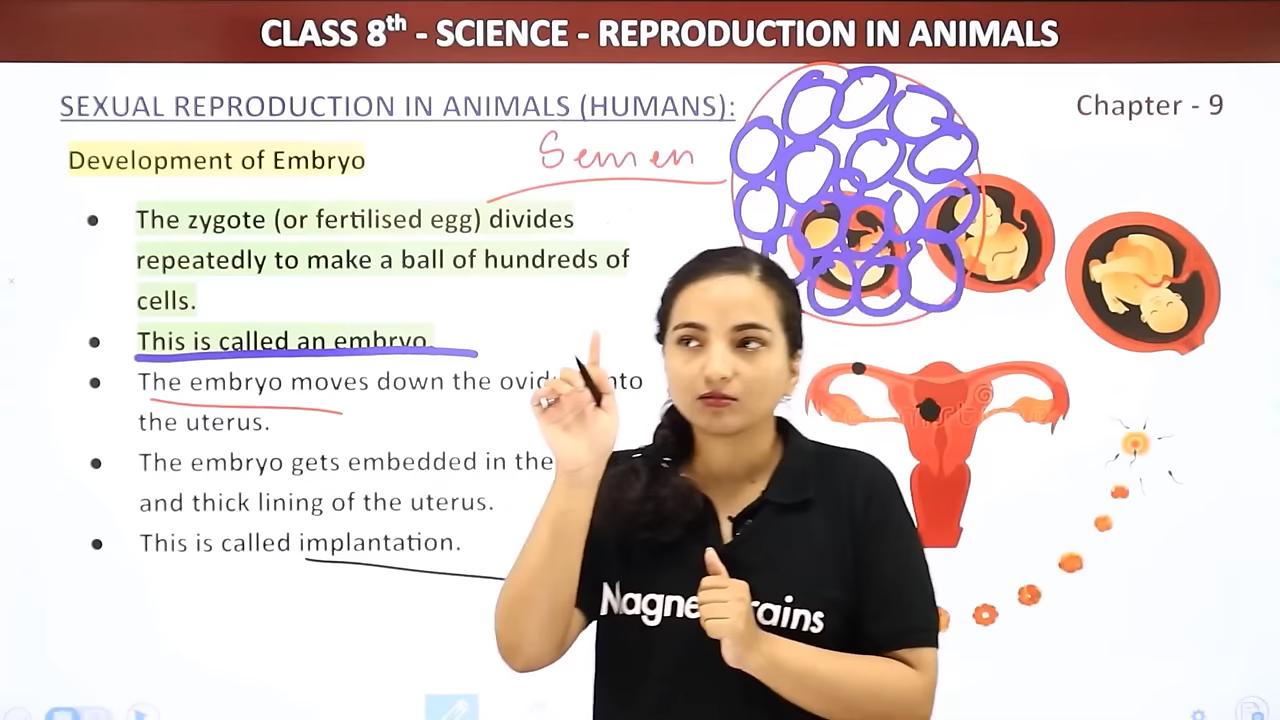 CLASS 8th - SCIENCE - REPRODUCTION IN ANIMALS
SEXUAL REPRODUCTION IN ANIMALS (HUMANS):
Chapter - 9
Semen
Development of Embryo
● The zygote (or fertilised egg) divides
repeatedly to make a ball of hundreds of
cells.
● This is called an embryo.
● The embryo moves down the into
the uterus.
● The embryo gets embedded in the
and thick lining of the uterus.
● This is called implantation.